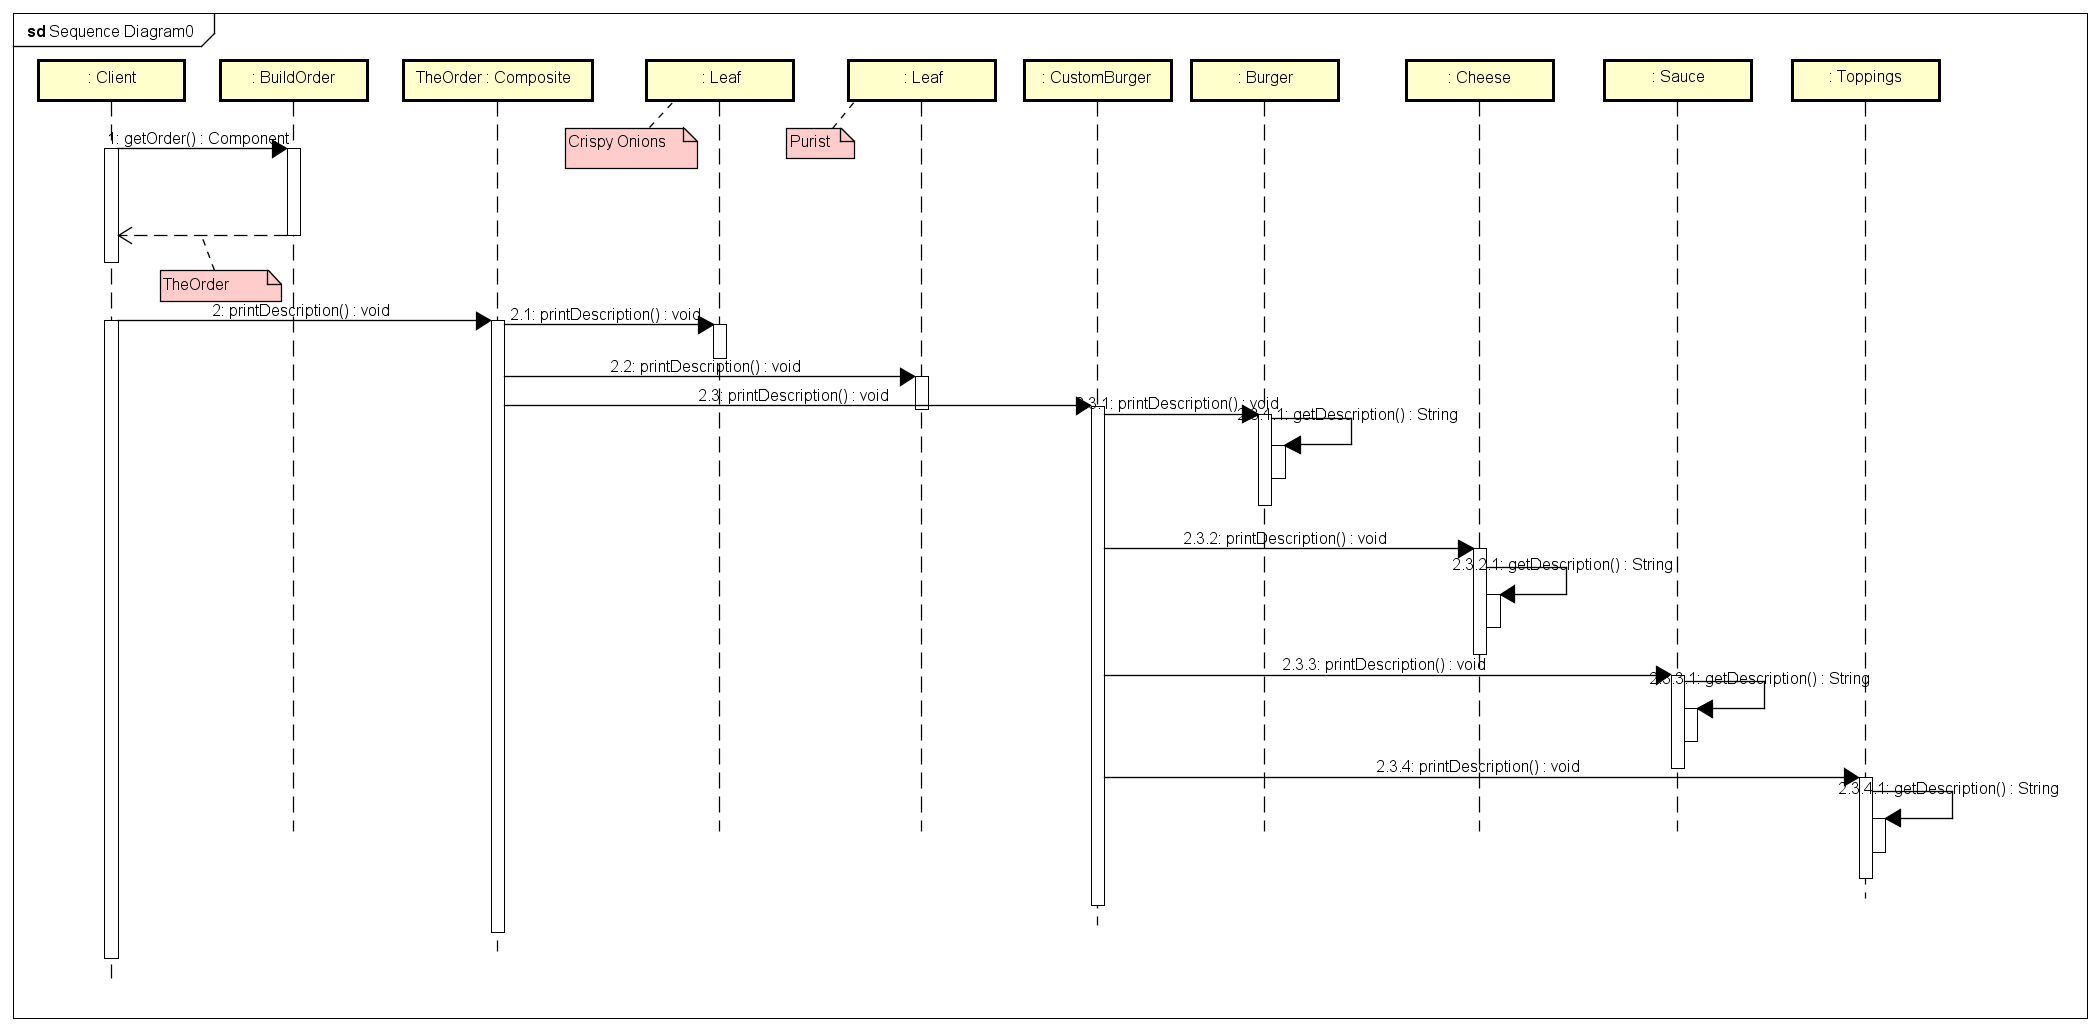 sd Sequence Diagram0
: Client
: BuildOrder
TheOrder : Composite
: Leaf
: Leaf
: CustomBurger
: Burger
: Cheese
: Sauce
: Toppings
1: getOrder() : Component
Crispy Onions
Purist
TheOrder
2: printDescription() : void
2.1: printDescription() : void
2.2: printDescription() : void
2.3: printDescription() : void
2.3.1: printDescription() : void
2.3.1.1: getDescription() : String
2.3.2: printDescription() : void
2.3.2.1: getDescription() : String
2.3.3: printDescription() : void
2.3.3.1: getDescription() : String
2.3.4: printDescription() : void
2.3.4.1: getDescription() : String